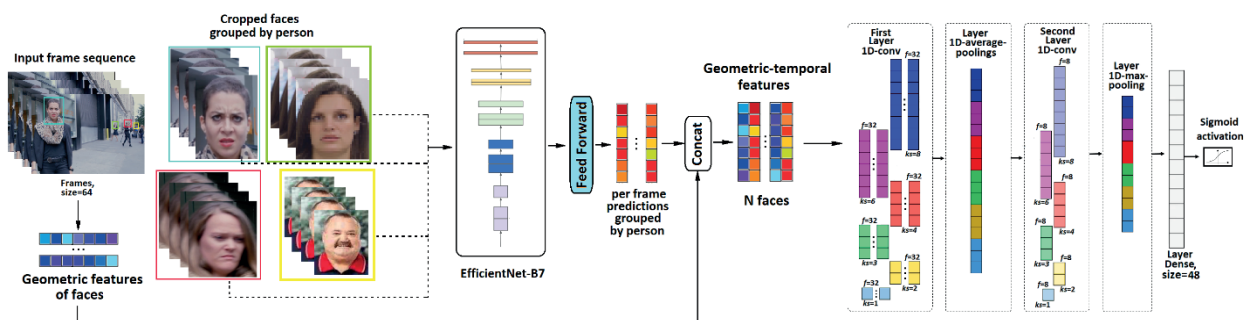 Input frame sequence
Frames,
size=64
Geometric features
of faces
Cropped faces
grouped by person
EfficientNet-B7
Feed Forward
per frame
predictions
grouped by
person
Concat
Geometric-temporal
features
N faces
First
Layer
1D-conv
f=32
ks=8
f=32
ks=6
f=32
ks=4
f=32
ks=3
f=32
ks=2
f=32
ks=1
Layer
1D-average-
poolings
Second
Layer
1D-conv
f=8
ks=8
f=8
ks=6
f=8
ks=4
f=8
ks=3
f=8
ks=2
f=8
ks=1
Layer
1D-max-
pooling
Layer
Dense,
size=48
Sigmoid
activation